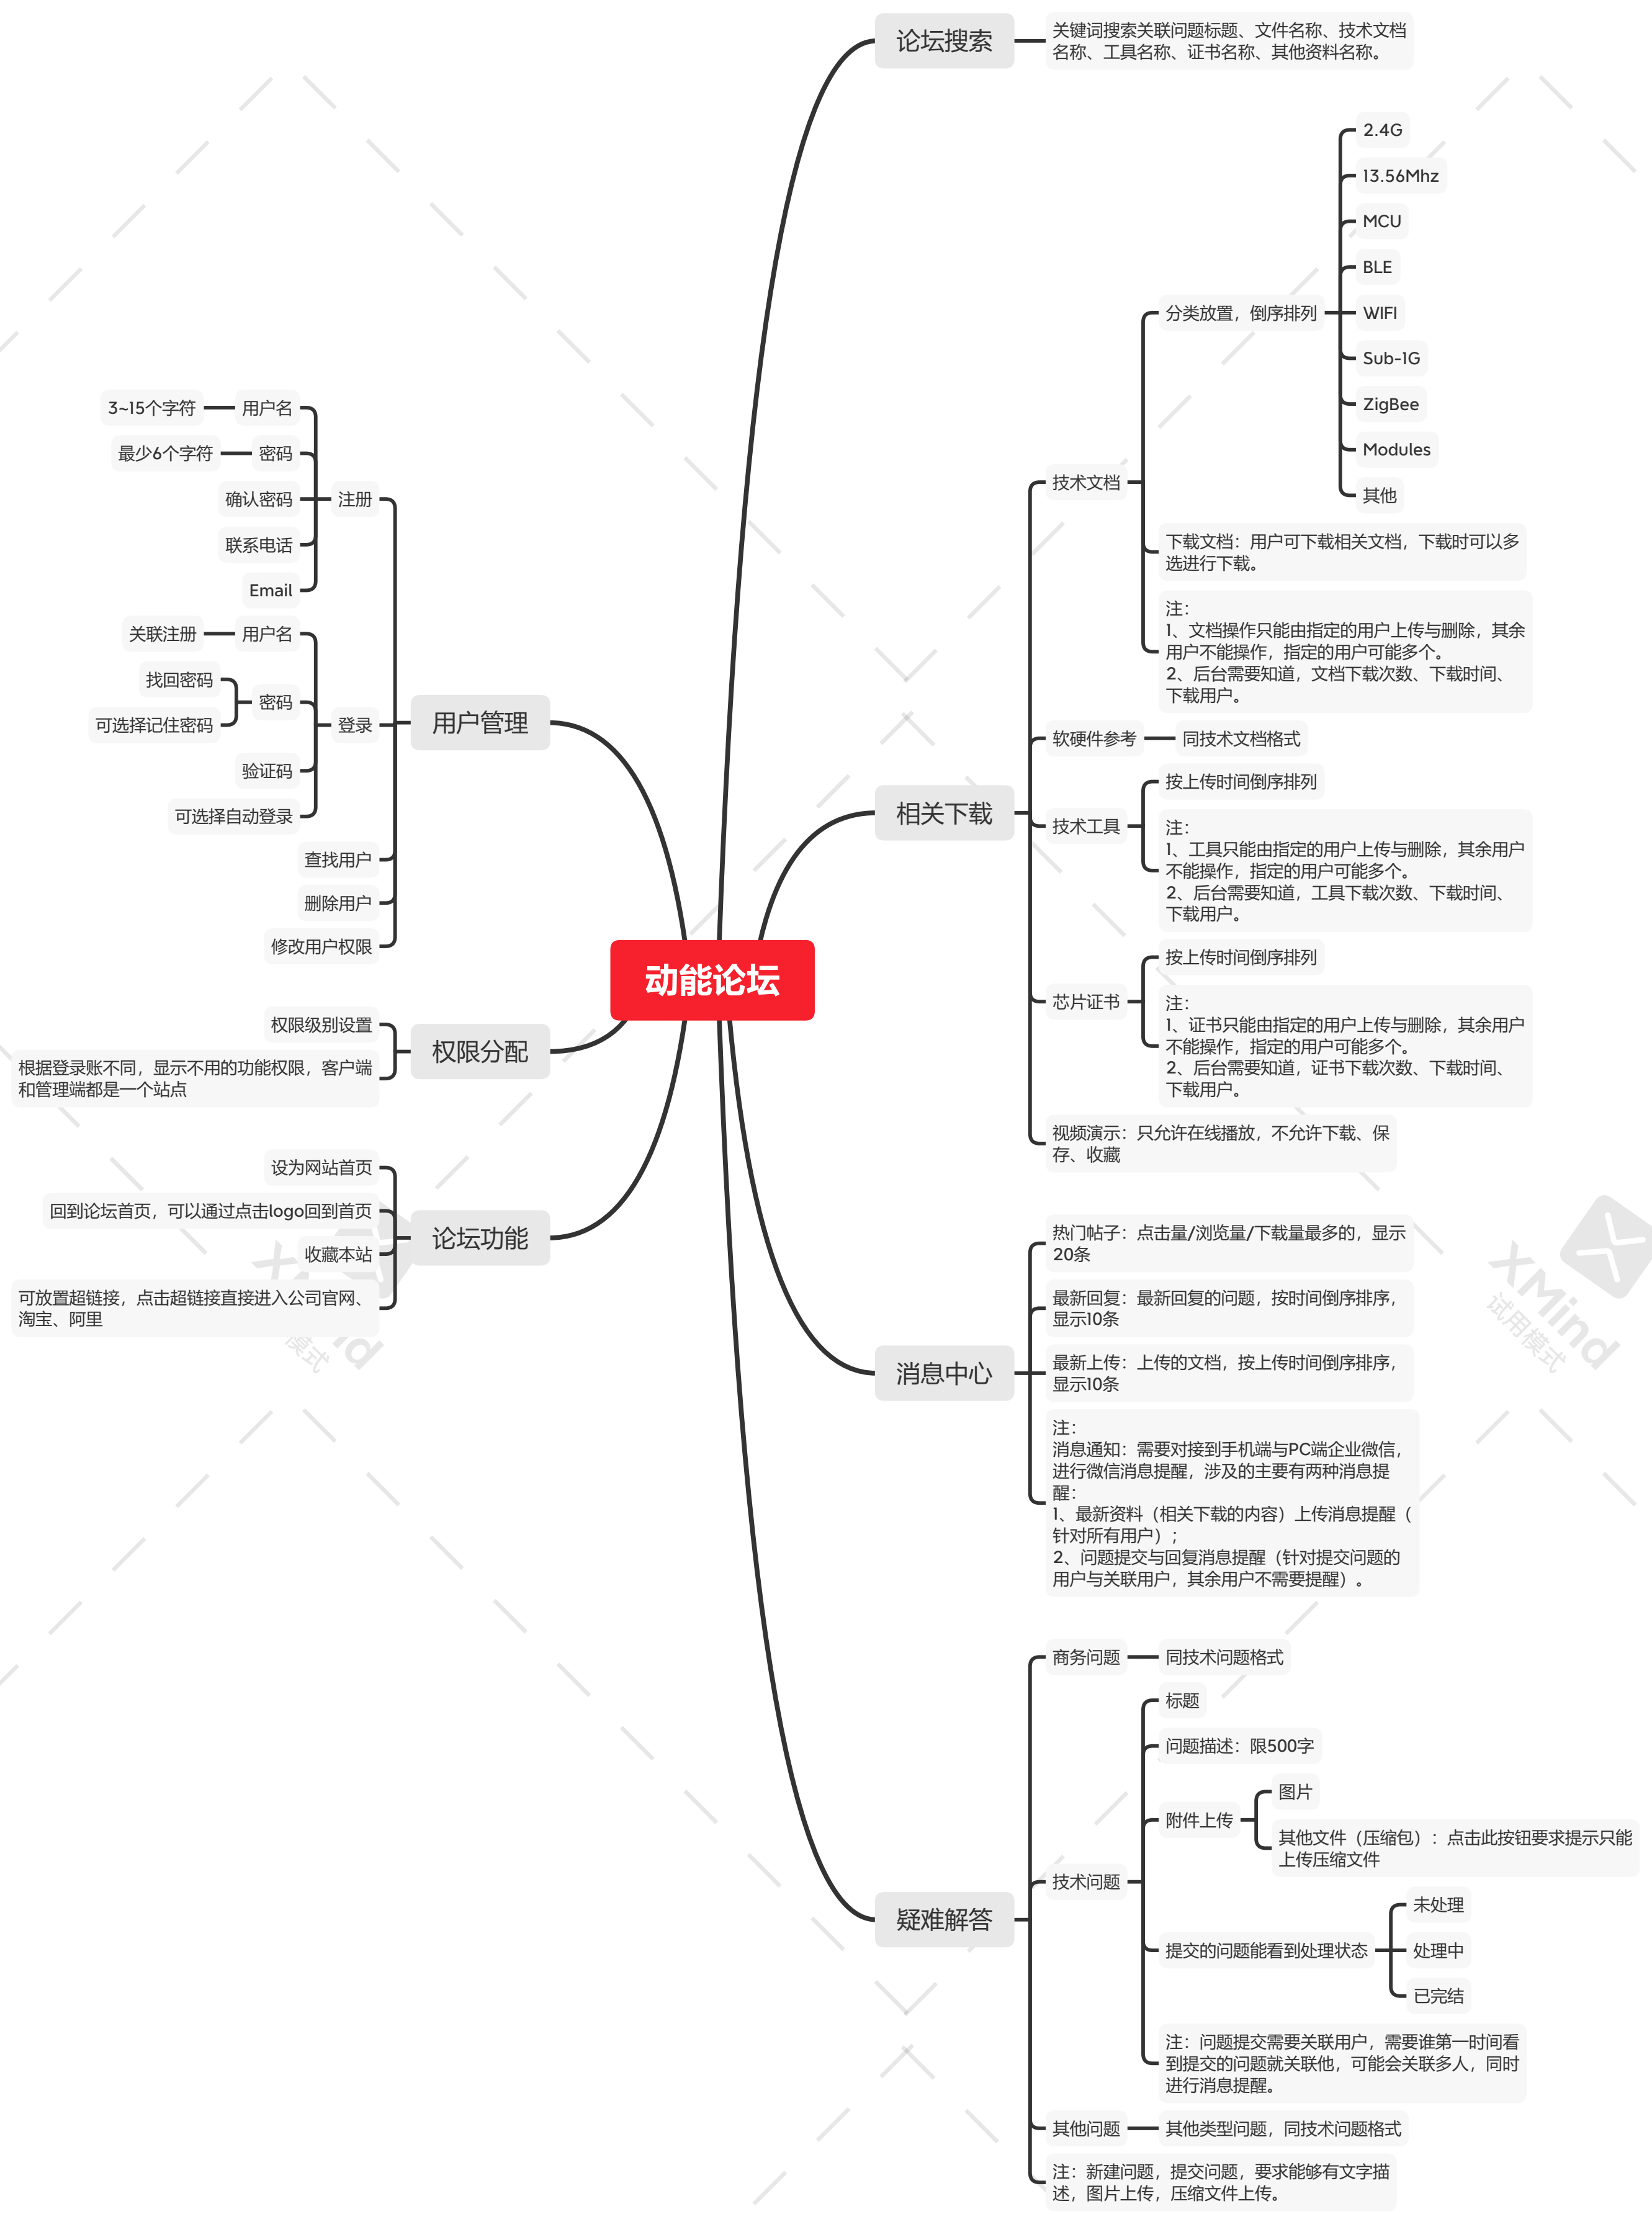 论坛搜索
关键词搜索关联问题标题、文件名称、技术文档
名称、工具名称、证书名称、其他资料名称。
相关下载
技术文档
分类放置，倒序排列
2.4G
13.56Mhz
MCU
BLE
WIFI
Sub-1G
ZigBee
Modules
其他
下载文档：用户可下载相关文档，下载时可以多
选进行下载。
注：
1、文档操作只能由指定的用户上传与删除，其余
用户不能操作，指定的用户可能多个。
2、后台需要知道，文档下载次数、下载时间、
下载用户。
软硬件参考
同技术文档格式
技术工具
按上传时间倒序排列
注：
1、工具只能由指定的用户上传与删除，其余用户
不能操作，指定的用户可能多个。
2、后台需要知道，工具下载次数、下载时间、
下载用户。
芯片证书
按上传时间倒序排列
注：
1、证书只能由指定的用户上传与删除，其余用户
不能操作，指定的用户可能多个。
2、后台需要知道，证书下载次数、下载时间、
下载用户。
视频演示：只允许在线播放，不允许下载、保
存、收藏
消息中心
热门帖子：点击量/浏览量/下载量最多的，显示
20条
最新回复：最新回复的问题，按时间倒序排序，
显示10条
最新上传：上传的文档，按上传时间倒序排序，
显示10条
注：
消息通知：需要对接到手机端与PC端企业微信，
进行微信消息提醒，涉及的主要有两种消息提
醒：
1、最新资料（相关下载的内容）上传消息提醒（
针对所有用户）；
2、问题提交与回复消息提醒（针对提交问题的
用户与关联用户，其余用户不需要提醒）。
疑难解答
商务问题
同技术问题格式
技术问题
标题
问题描述：限500字
附件上传
图片
其他文件（压缩包）：点击此按钮要求提示只能
上传压缩文件
提交的问题能看到处理状态
未处理
处理中
已完结
注：问题提交需要关联用户，需要谁第一时间看
到提交的问题就关联他，可能会关联多人，同时
进行消息提醒。
其他问题
其他类型问题，同技术问题格式
注：新建问题，提交问题，要求能够有文字描
述，图片上传，压缩文件上传。
动能论坛
用户管理
注册
用户名
3~15个字符
密码
最少6个字符
确认密码
联系电话
Email
登录
用户名
关联注册
密码
找回密码
可选择记住密码
验证码
可选择自动登录
查找用户
删除用户
修改用户权限
权限分配
权限级别设置
根据登录账不同，显示不用的功能权限，客户端
和管理端都是一个站点
论坛功能
设为网站首页
回到论坛首页，可以通过点击logo回到首页
收藏本站
可放置超链接，点击超链接直接进入公司官网、
淘宝、阿里
XMind
试用模式